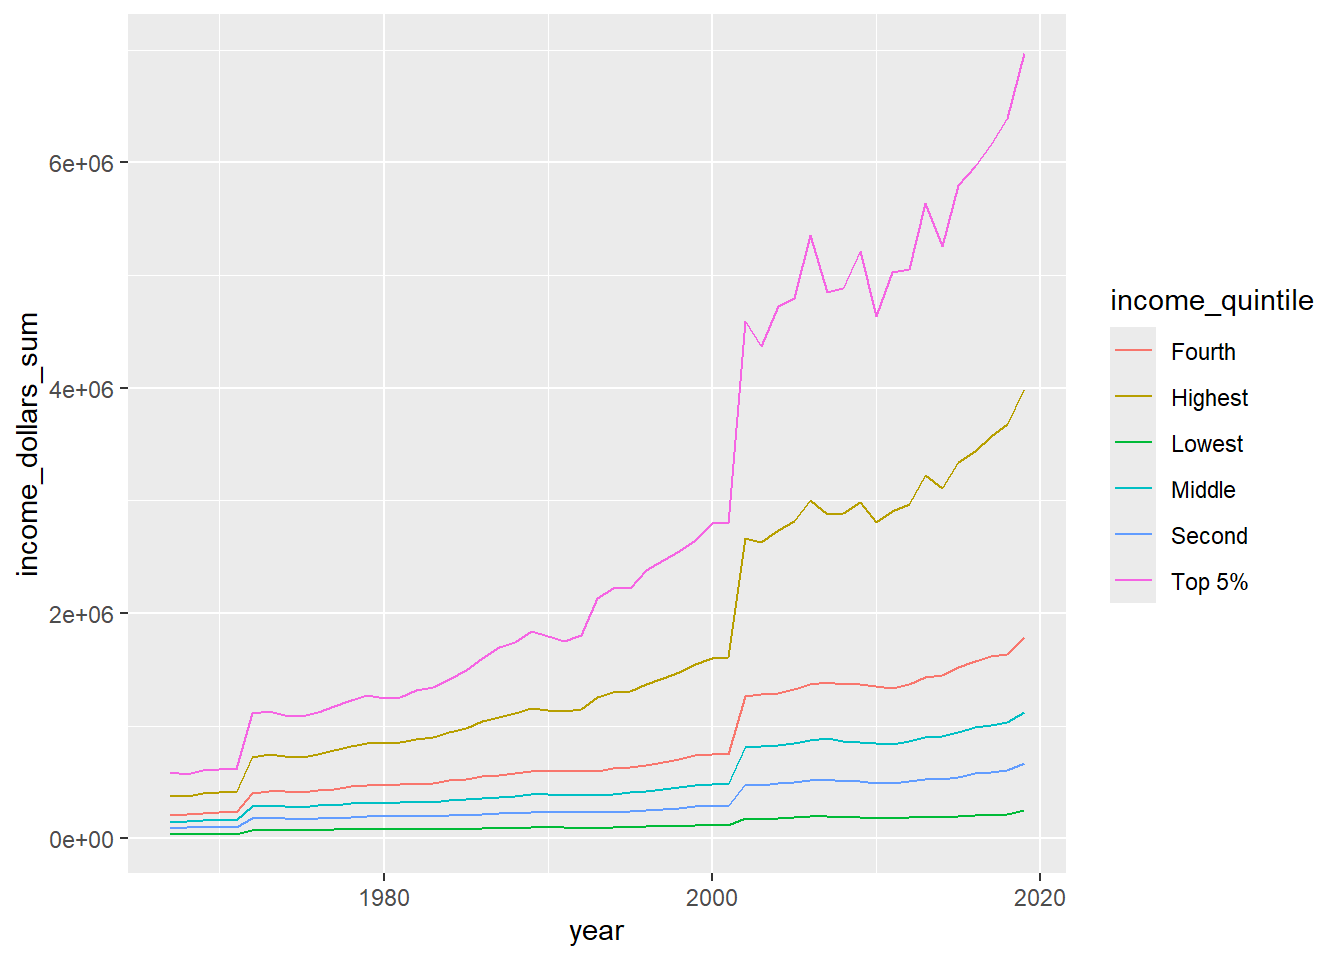 income_dollars_sum
6e+06
4e+06
2e+06
0e+00
1980
2000
2020
year
income_quintile
Fourth
Highest
Lowest
Middle
Second
Top 5%